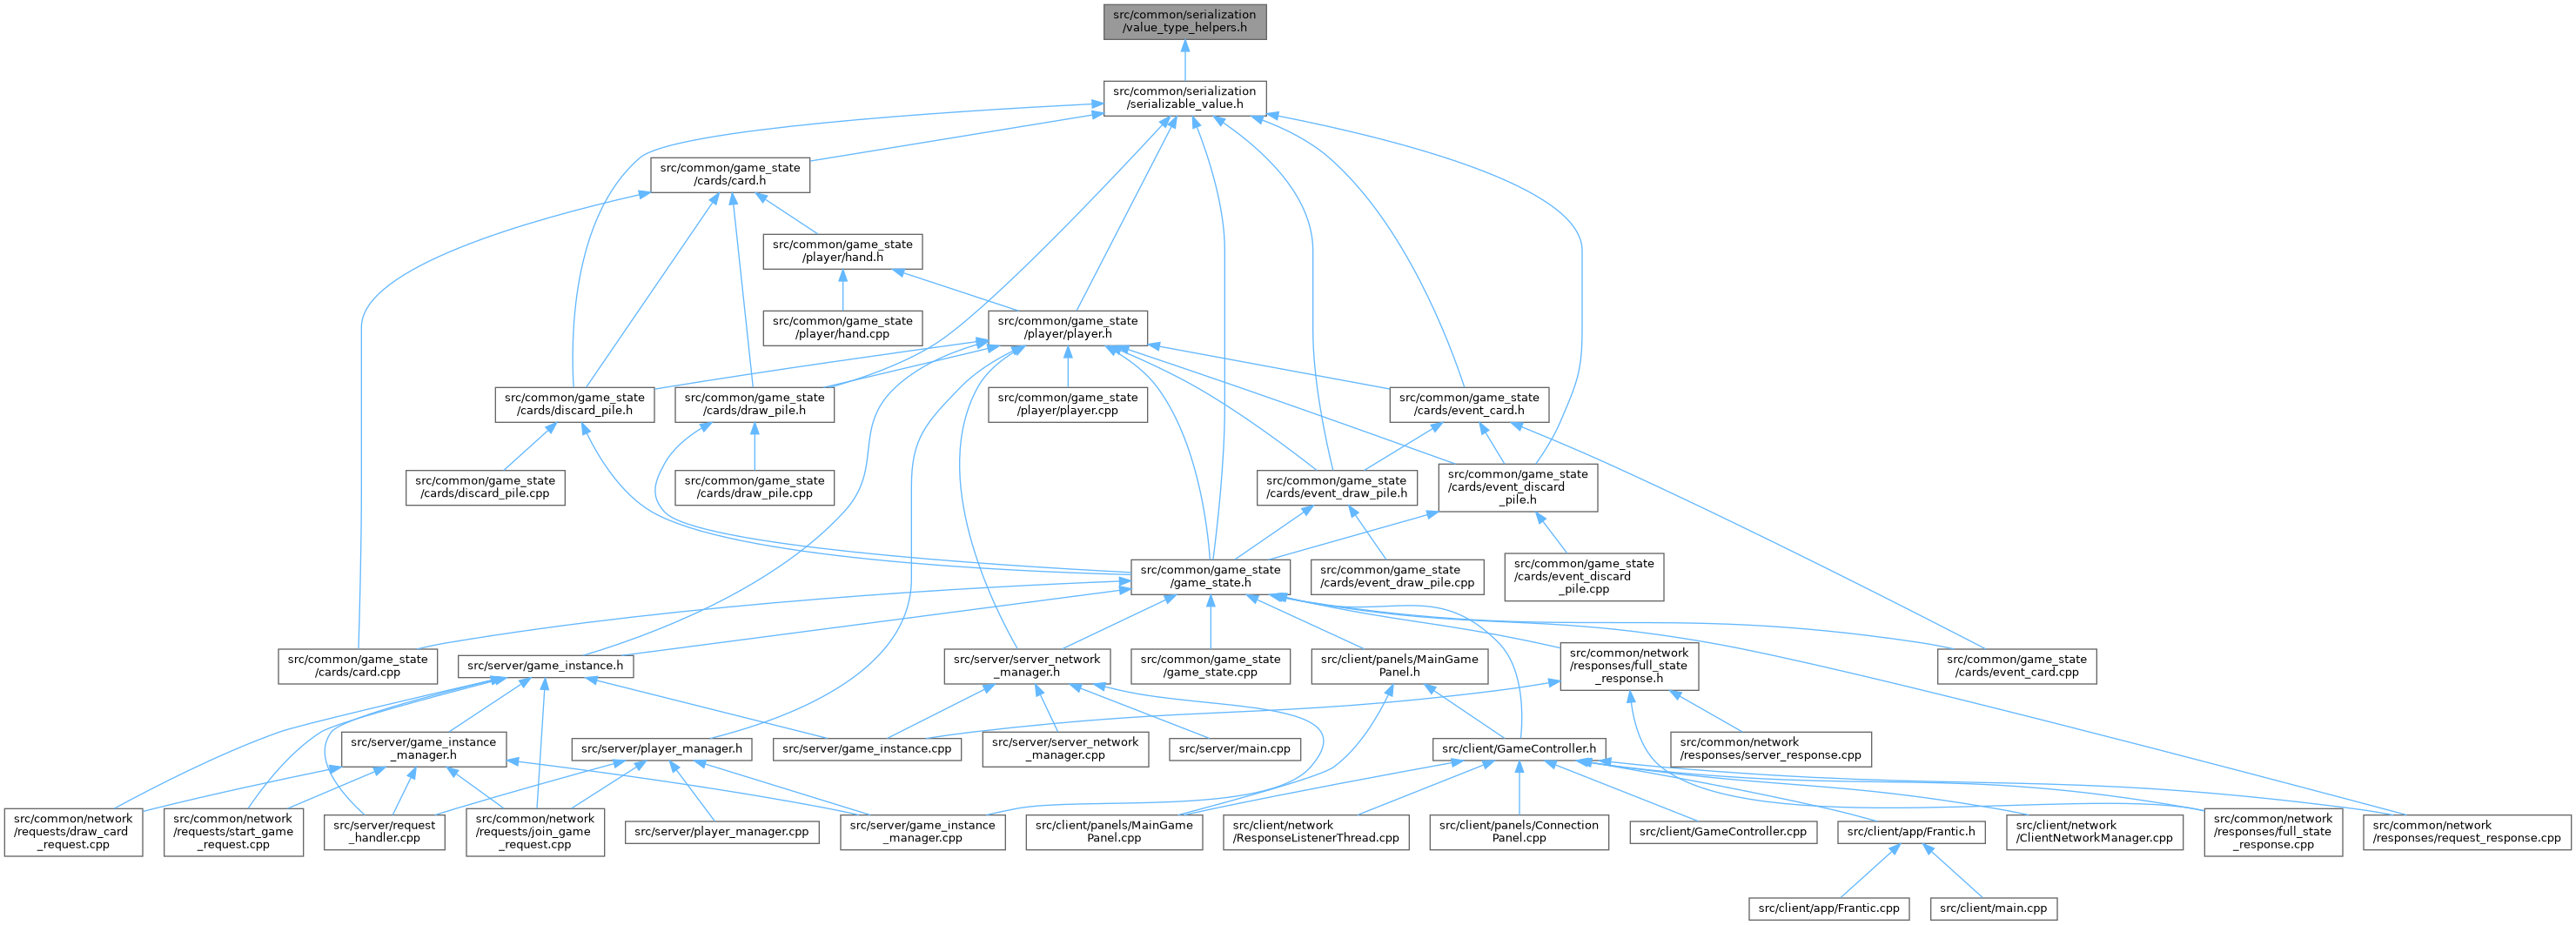 src/common/serialization
/value_type_helpers.h
src/common/serialization
/serializable_value.h
src/common/game_state
/cards/card.h
src/common/game_state
/player/hand.h
src/common/game_state
/player/hand.cpp
src/common/game_state
/player/player.h
src/common/game_state
/cards/discard_pile.h
src/common/game_state
/cards/draw_pile.h
src/common/game_state
/player/player.cpp
src/common/game_state
/cards/event_card.h
src/common/game_state
/cards/discard_pile.cpp
src/common/game_state
/cards/draw_pile.cpp
src/common/game_state
/cards/event_draw_pile.h
src/common/game_state
/cards/event_discard
_pile.h
src/common/game_state
/game_state.h
src/common/game_state
/cards/event_draw_pile.cpp
src/common/game_state
/cards/event_discard
_pile.cpp
src/common/game_state
/cards/card.cpp
src/server/game_instance.h
src/server/server_network
_manager.h
src/common/game_state
/game_state.cpp
src/client/panels/MainGame
Panel.h
src/common/network
/responses/full_state
_response.h
src/common/game_state
/cards/event_card.cpp
src/server/game_instance
_manager.h
src/server/player_manager.h
src/server/game_instance.cpp
src/server/server_network
_manager.cpp
src/server/main.cpp
src/client/GameController.h
src/common/network
/responses/server_response.cpp
src/common/network
/requests/draw_card
_request.cpp
src/common/network
/requests/start_game
_request.cpp
src/server/request
_handler.cpp
src/common/network
/requests/join_game
_request.cpp
src/server/player_manager.cpp
src/server/game_instance
_manager.cpp
src/client/panels/MainGame
Panel.cpp
src/client/network
/ResponseListenerThread.cpp
src/client/panels/Connection
Panel.cpp
src/client/GameController.cpp
src/client/app/Frantic.h
src/client/network
/ClientNetworkManager.cpp
src/common/network
/responses/full_state
_response.cpp
src/common/network
/responses/request_response.cpp
src/client/app/Frantic.cpp
src/client/main.cpp